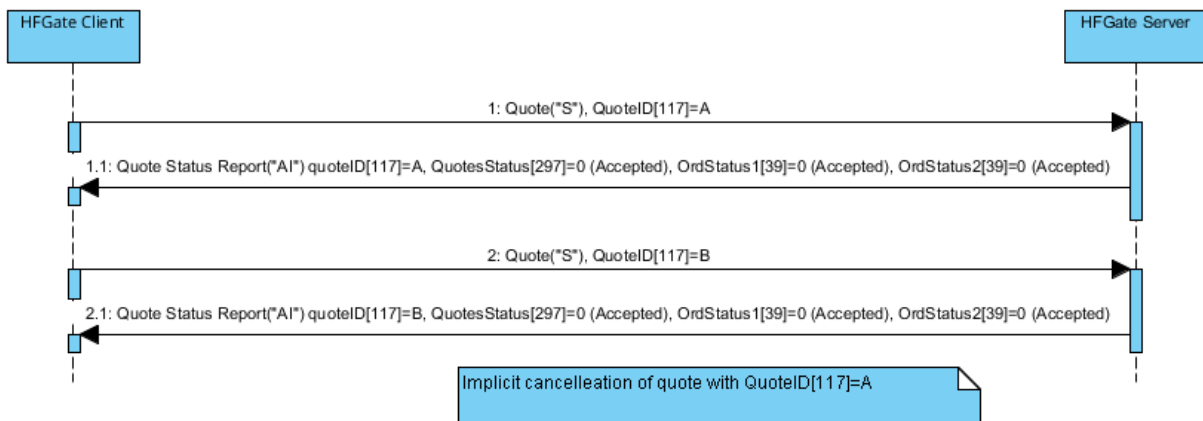 HFGate Client
HFGate Server
1: Quote("S"), QuoteID[117]=A
1.1: Quote Status Report("AI") quoteID[117]=A, QuotesStatus[297]=0 (Accepted), OrdStatus1[39]=0 (Accepted), OrdStatus2[39]=0 (Accepted)
2: Quote("S"), QuoteID[117]=B
2.1: Quote Status Report("AI") quoteID[117]=B, QuotesStatus[297]=0 (Accepted), OrdStatus1[39]=0 (Accepted), OrdStatus2[39]=0 (Accepted)
Implicit cancelleation of quote with QuoteID[117]=A